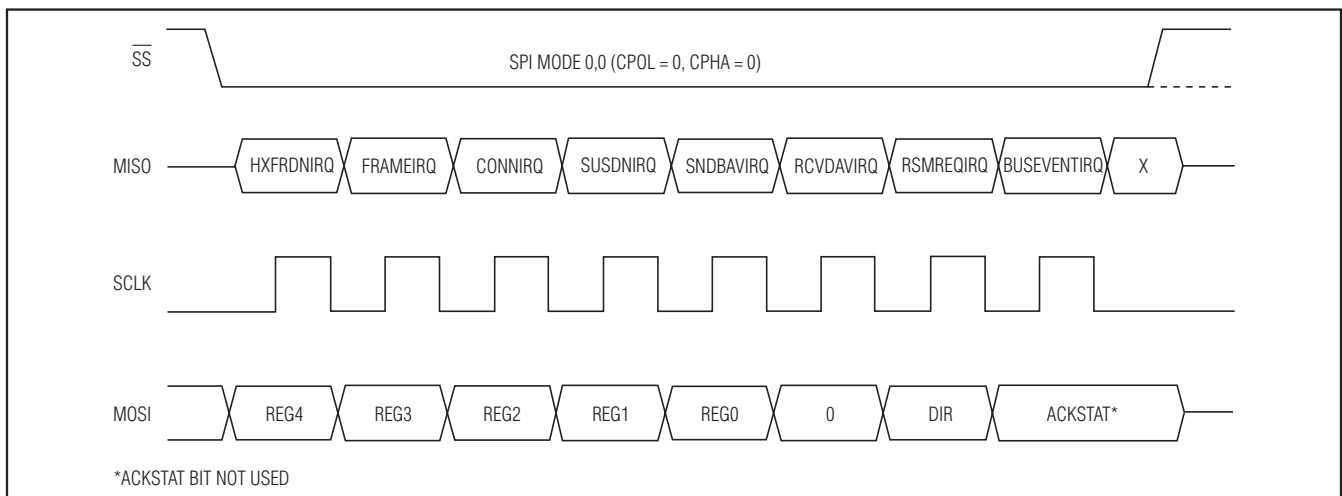 SS
SPI MODE 0,0 (CPOL = 0, CPHA = 0)
MISO HXFRDNIRQ FRAMEIRQ CONNIRQ SUSDNIRQ SNDBAVIRQ RCVDAVIRQ RSMREQIRQ BUSEVENTIRQ X
SCLK
MOSI REG4 REG3 REG2 REG1 REG0 0 DIR ACKSTAT*
*ACKSTAT BIT NOT USED